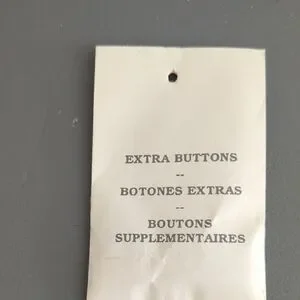 EXTRA BUTTONS
--
BOTONES EXTRAS
--
BOUTONS
SUPPLEMENTAIRES